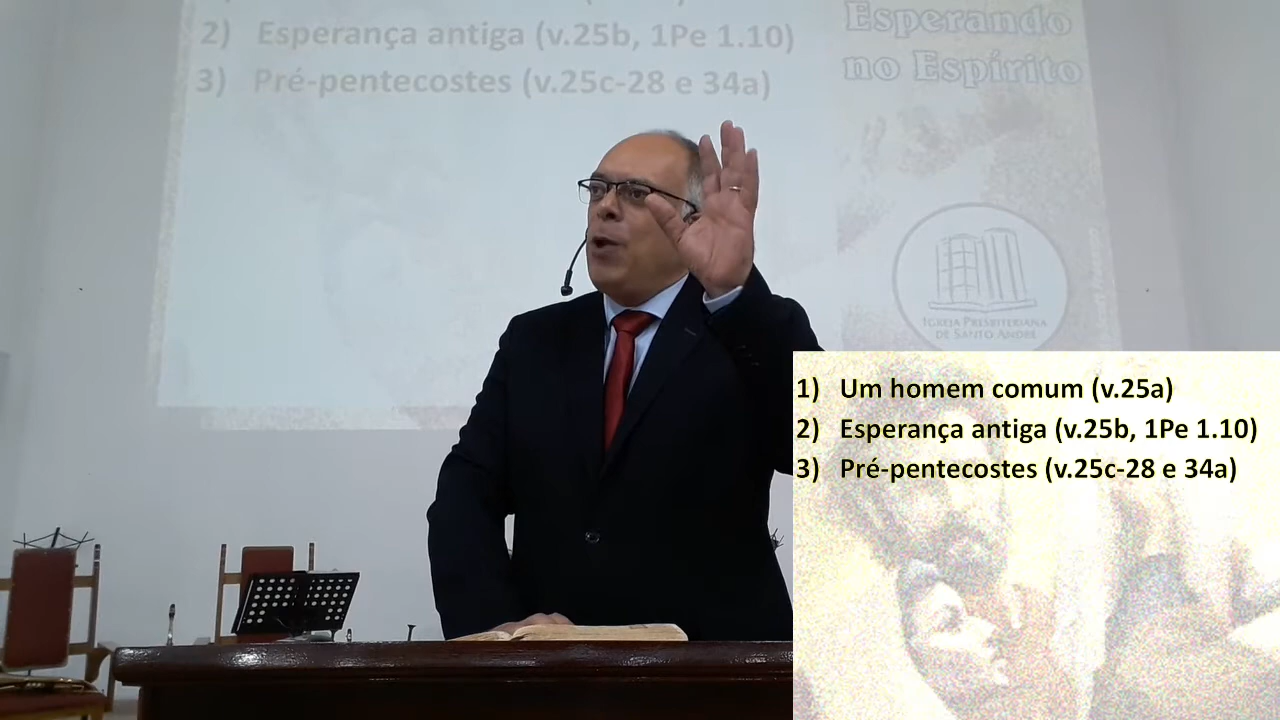 2) Esperança antiga (v.25b, 1Pe 1.10)
3) Pré-pentecostes (v.25c-28 e 34a)
Esperando
no Espírito
IGREJA PRESBITERIANA
DE SANTO ANDRÉ
1) Um homem comum (v.25a)
2) Esperança antiga (v.25b, 1Pe 1.10)
3) Pré-pentecostes (v.25c-28 e 34a)